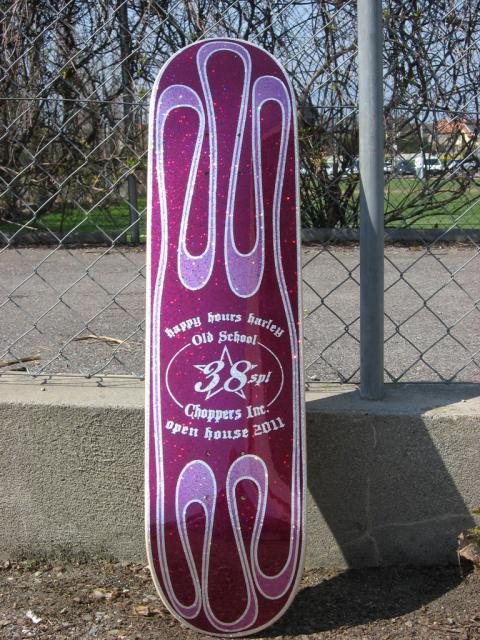 happy hours harley
Old School
38 spl
Choppers Inc.
open house 2011